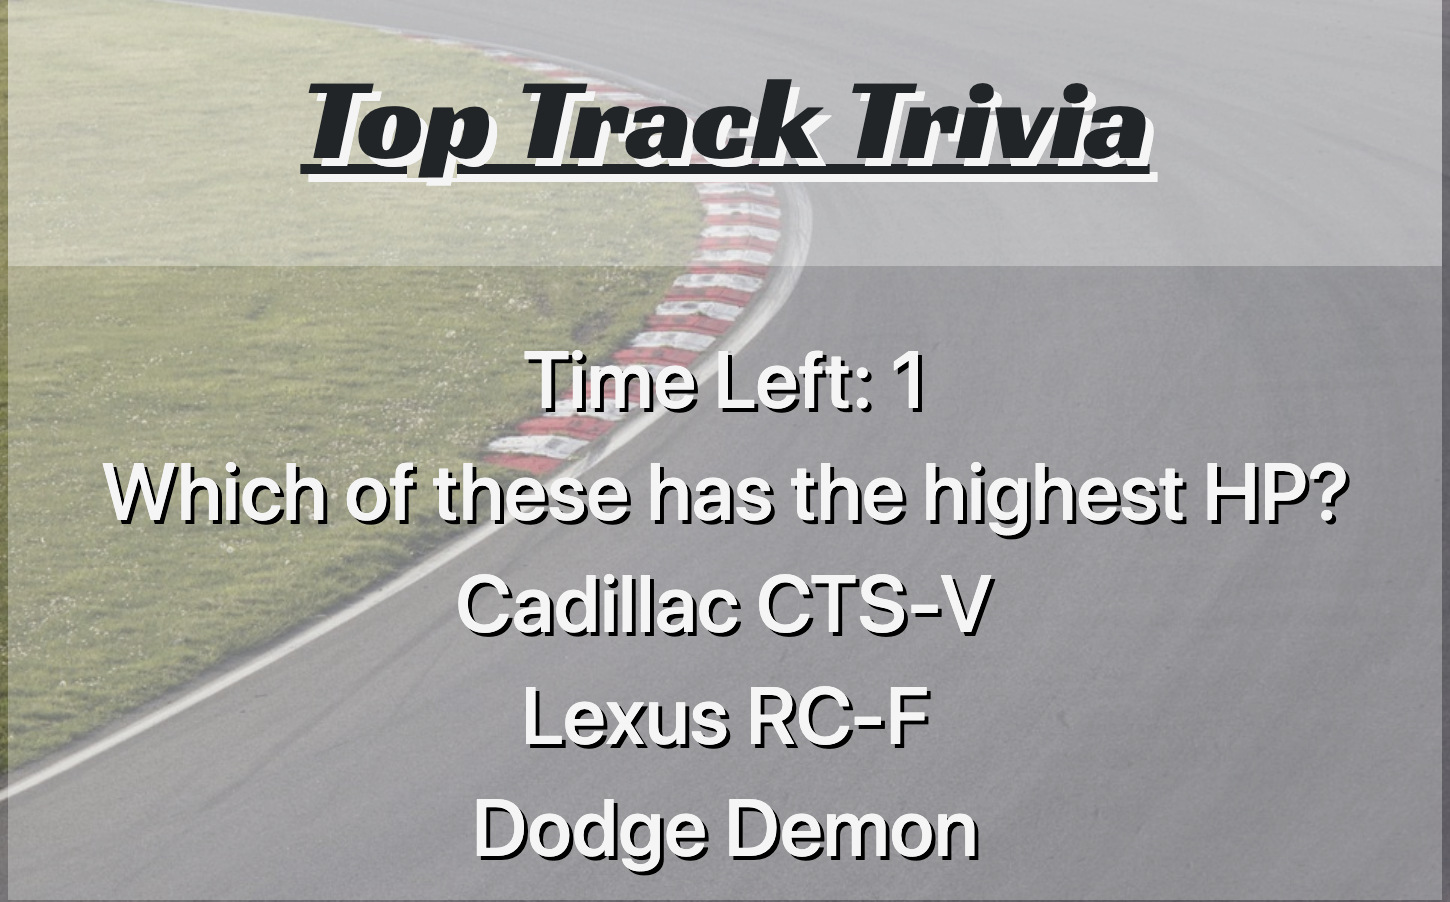 Top Track Trivia
Time Left: 1
Which of these has the highest HP?
Cadillac CTS-V
Lexus RC-F
Dodge Demon